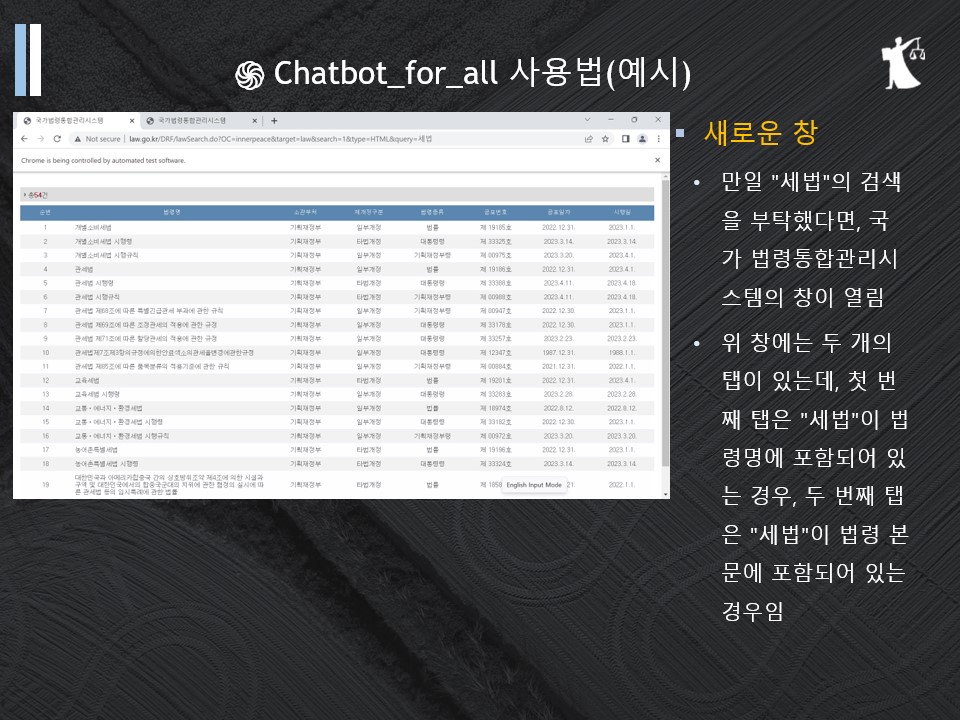 Chatbot_for_all 사용법(예시)
국가법령통합관리시스템
국가법령통합관리시스템
Not secure | law.go.kr/DRF/lawSearch.do?OC=innerpeace&target=law&search=1&type=HTML&query=세법
Chrome is being controlled by automated test software.
총54건
순번 법령명 소관부처 제개정구분 법령종류 공포번호 공포일자 시행일
1 개별소비세법 기획재정부 일부개정 법률 제 19185호 2022.12.31. 2023.1.1.
2 개별소비세법 시행령 기획재정부 타법개정 대통령령 제 33325호 2023.3.14. 2023.3.14.
3 개별소비세법 시행규칙 기획재정부 일부개정 기획재정부령 제 00975호 2023.3.20. 2023.4.1.
4 관세법 기획재정부 일부개정 법률 제 19186호 2022.12.31. 2023.4.1.
5 관세법 시행령 기획재정부 타법개정 대통령령 제 33388호 2023.4.11. 2023.4.18.
6 관세법 시행규칙 기획재정부 타법개정 기획재정부령 제 00988호 2023.4.11. 2023.4.18.
7 관세법 제68조에 따른 특별긴급관세 부과에 관한 규칙 기획재정부 일부개정 기획재정부령 제 00947호 2022.12.30. 2023.1.1.
8 관세법 제69조에 따른 조정관세의 적용에 관한 규정 기획재정부 일부개정 대통령령 제 33178호 2022.12.30. 2023.1.1.
9 관세법 제71조에 따른 할당관세의 적용에 관한 규정 기획재정부 일부개정 대통령령 제 33257호 2023.2.23. 2023.2.23.
10 기획재정부 일부개정 대통령령 제 12347호 1987.12.31. 1988.1.1.
11 관세법 제85조에 따른 품목분류의 적용기준에 관한 규칙 기획재정부 일부개정 기획재정부령 제 00884호 2021.12.31. 2022.1.1.
12 교육세법 기획재정부 타법개정 법률 제 19201호 2022.12.31. 2023.4.1.
13 교육세법 시행령 기획재정부 일부개정 대통령령 제 33283호 2023.2.28. 2023.2.28.
14 교통・에너지・환경세법 기획재정부 일부개정 법률 제 18974호 2022.8.12. 2022.8.12.
15 교통・에너지・환경세법 시행령 기획재정부 일부개정 대통령령 제 33182호 2022.12.30. 2023.1.1.
16 교통・에너지・환경세법 시행규칙 기획재정부 일부개정 기획재정부령 제 00972호 2023.3.20. 2023.3.20.
17 농어촌특별세법 기획재정부 타법개정 법률 제 19196호 2022.12.31. 2023.1.1.
18 농어촌특별세법 시행령 기획재정부 타법개정 대통령령 제 33324호 2023.3.14. 2023.3.14.
19 대한민국과 아메리카합중국 간의 상호방위조약 제4조에 의한 시설과 구역 및 대한민국에서의 합중국군대의 지위에 관한 협정의 실시에 따른 관세법 등의 임시특례에 관한 법률 기획재정부 타법개정 법률 제 1858 21. 2022.1.1.
English Input Mode
새로운 창
만일 "세법"의 검색
을 부탁했다면, 국
가 법령통합관리시
스템의 창이 열림
위 창에는 두 개의
탭이 있는데, 첫 번
째 탭은 "세법"이 법
령명에 포함되어 있
는 경우, 두 번째 탭
은 "세법"이 법령 본
문에 포함되어 있는
경우임